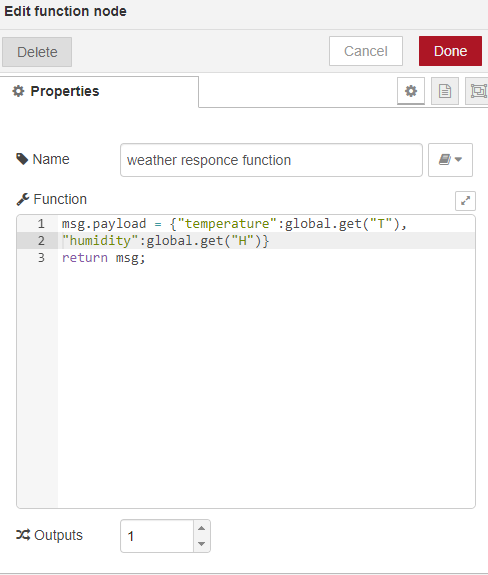 Edit function node
Delete
Cancel
Done
Properties
Name
weather responce function
Function
1 msg.payload = {"temperature":global.get("T"),
2 "humidity":global.get("H")}
3 return msg;
Outputs
1